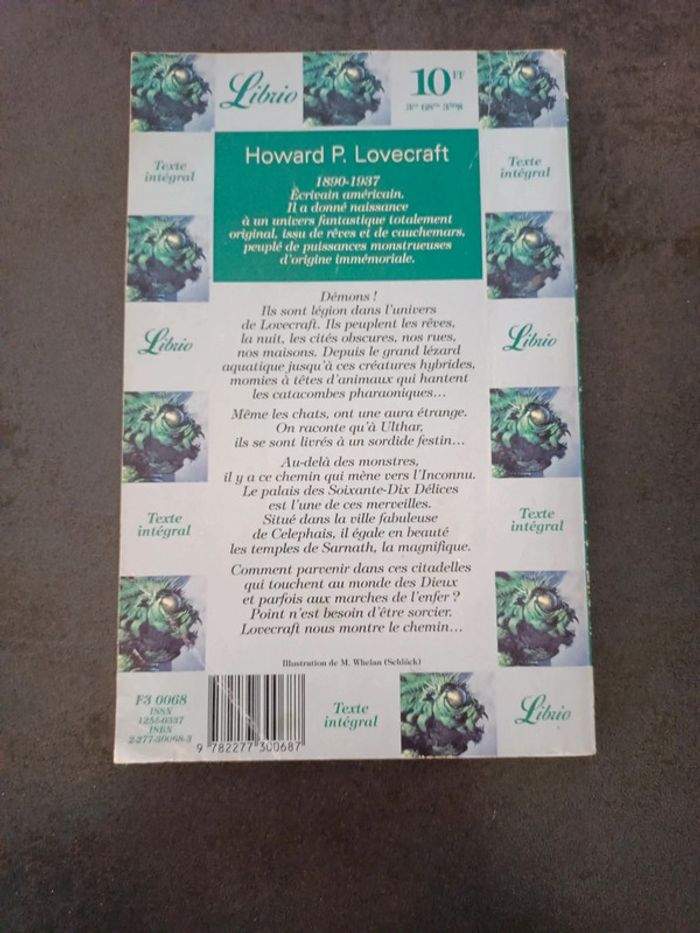 Librio
10 FF
Texte
intégral
Texte
intégral
Howard P. Lovecraft
1890-1937
Écrivain américain.
Il a donné naissance
à un univers fantastique totalement
original, issu de rêves et de cauchemars,
peuplé de puissances monstrueuses
d'origine immémoriale.
Démons !
Ils sont légion dans l'univers
de Lovecraft. Ils peuplent les rêves,
la nuit, les cités obscures, nos rues,
nos maisons. Depuis le grand lézard
aquatique jusqu'à ces créatures hybrides,
momies à têtes d'animaux qui hantent
les catacombes pharaoniques...
Même les chats, ont une aura étrange.
On raconte qu'à Ulthar,
ils se sont livrés à un sordide festin...
Au-delà des monstres,
il y a ce chemin qui mène vers l'Inconnu.
Le palais des Soixante-Dix Délices
est l'une de ces merveilles.
Situé dans la ville fabuleuse
de Celephais, il égale en beauté
les temples de Sarnath, la magnifique.
Comment parvenir dans ces citadelles
qui touchent au monde des Dieux
et parfois aux marches de l'enfer ?
Point n'est besoin d'être sorcier.
Lovecraft nous montre le chemin...
Librio
Librio
Texte
intégral
Texte
intégral
Illustration de M. Whelan (Schlück)
F3 0068
ISSN
1255-0337
ISBN
2-277-30068-3
9 782277 300687
Texte
intégral
Librio